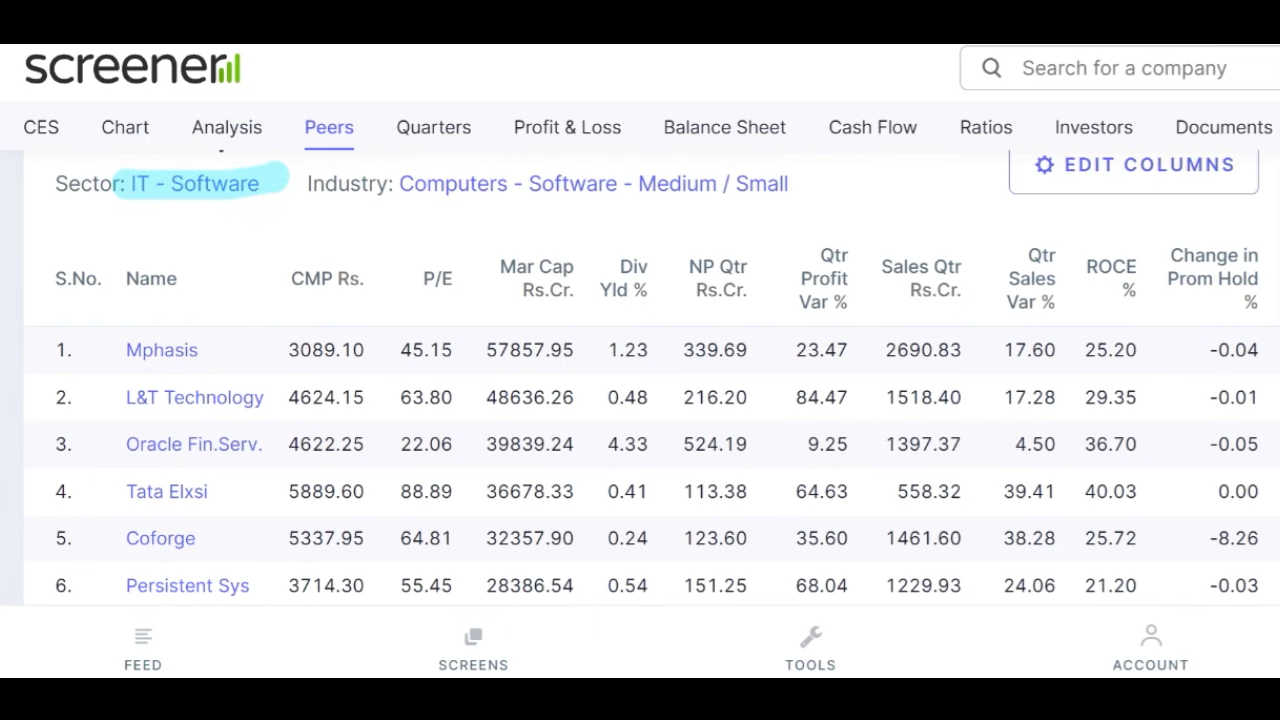 screener
Search for a company
CES Chart Analysis Peers Quarters Profit & Loss Balance Sheet Cash Flow Ratios Investors Documents
Sector: IT - Software Industry: Computers - Software - Medium / Small
EDIT COLUMNS
S.No. Name CMP Rs. P/E Mar Cap Rs.Cr. Div Yld % NP Qtr Rs.Cr. Qtr Profit Var % Sales Qtr Rs.Cr. Qtr Sales Var % ROCE % Change in Prom Hold %
1. Mphasis 3089.10 45.15 57857.95 1.23 339.69 23.47 2690.83 17.60 25.20 -0.04
2. L&T Technology 4624.15 63.80 48636.26 0.48 216.20 84.47 1518.40 17.28 29.35 -0.01
3. Oracle Fin.Serv. 4622.25 22.06 39839.24 4.33 524.19 9.25 1397.37 4.50 36.70 -0.05
4. Tata Elxsi 5889.60 88.89 36678.33 0.41 113.38 64.63 558.32 39.41 40.03 0.00
5. Coforge 5337.95 64.81 32357.90 0.24 123.60 35.60 1461.60 38.28 25.72 -8.26
6. Persistent Sys 3714.30 55.45 28386.54 0.54 151.25 68.04 1229.93 24.06 21.20 -0.03
FEED SCREENS TOOLS ACCOUNT